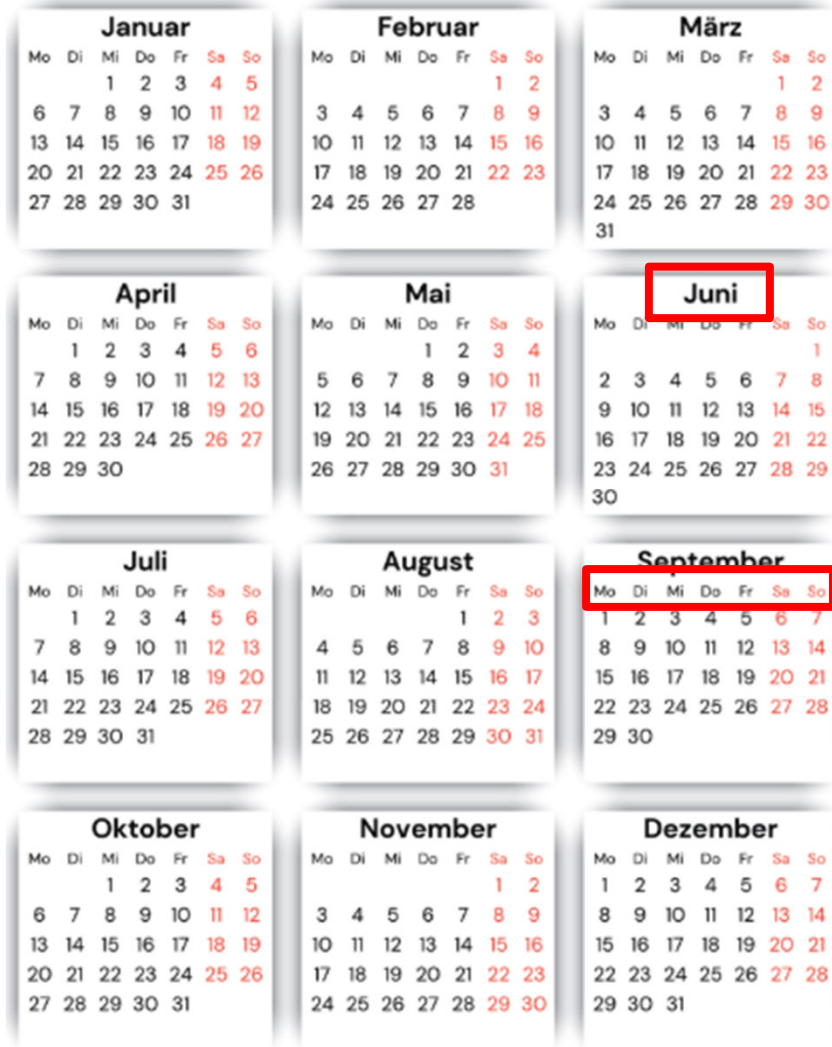 Januar
Mo Di Mi Do Fr Sa So
1 2 3 4 5
6 7 8 9 10 11 12
13 14 15 16 17 18 19
20 21 22 23 24 25 26
27 28 29 30 31
Februar
Mo Di Mi Do Fr Sa So
1 2
3 4 5 6 7 8 9
10 11 12 13 14 15 16
17 18 19 20 21 22 23
24 25 26 27 28
März
Mo Di Mi Do Fr Sa So
1 2
3 4 5 6 7 8 9
10 11 12 13 14 15 16
17 18 19 20 21 22 23
24 25 26 27 28 29 30
31
April
Mo Di Mi Do Fr Sa So
1 2 3 4 5 6
7 8 9 10 11 12 13
14 15 16 17 18 19 20
21 22 23 24 25 26 27
28 29 30
Mai
Mo Di Mi Do Fr Sa So
1 2 3 4
5 6 7 8 9 10 11
12 13 14 15 16 17 18
19 20 21 22 23 24 25
26 27 28 29 30 31
Juni
Mo Di Mi Do Fr Sa So
1
2 3 4 5 6 7 8
9 10 11 12 13 14 15
16 17 18 19 20 21 22
23 24 25 26 27 28 29
30
Juli
Mo Di Mi Do Fr Sa So
1 2 3 4 5 6
7 8 9 10 11 12 13
14 15 16 17 18 19 20
21 22 23 24 25 26 27
28 29 30 31
August
Mo Di Mi Do Fr Sa So
1 2 3
4 5 6 7 8 9 10
11 12 13 14 15 16 17
18 19 20 21 22 23 24
25 26 27 28 29 30 31
September
Mo Di Mi Do Fr Sa So
1 2 3 4 5 6 7
8 9 10 11 12 13 14
15 16 17 18 19 20 21
22 23 24 25 26 27 28
29 30
Oktober
Mo Di Mi Do Fr Sa So
1 2 3 4 5
6 7 8 9 10 11 12
13 14 15 16 17 18 19
20 21 22 23 24 25 26
27 28 29 30 31
November
Mo Di Mi Do Fr Sa So
1 2
3 4 5 6 7 8 9
10 11 12 13 14 15 16
17 18 19 20 21 22 23
24 25 26 27 28 29 30
Dezember
Mo Di Mi Do Fr Sa So
1 2 3 4 5 6 7
8 9 10 11 12 13 14
15 16 17 18 19 20 21
22 23 24 25 26 27 28
29 30 31